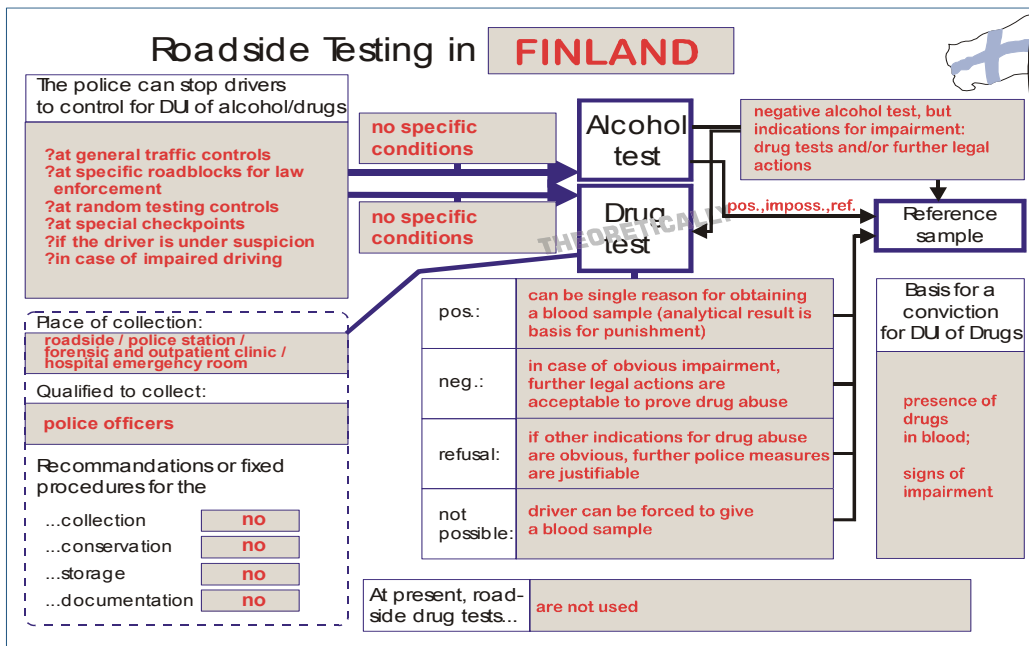 Roadside Testing in FINLAND
The police can stop drivers
to control for DUI of alcohol/drugs
?at general traffic controls
?at specific roadblocks for law
enforcement
?at random testing controls
?at special checkpoints
?if the driver is under suspicion
?in case of impaired driving
no specific
conditions
no specific
conditions
Alcohol
test
Drug
test
THEORETICALLY
negative alcohol test, but
indications for impairment:
drug tests and/or further legal
actions
pos.,imposs.,ref.
Reference
sample
Place of collection:
roadside / police station /
forensic and outpatient clinic /
hospital emergency room
Qualified to collect:
police officers
Recommandations or fixed
procedures for the
...collection no
...conservation no
...storage no
...documentation no
pos.: can be single reason for obtaining
a blood sample (analytical result is
basis for punishment)
neg.: in case of obvious impairment,
further legal actions are
acceptable to prove drug abuse
refusal: if other indications for drug abuse
are obvious, further police measures
are justifiable
not
possible: driver can be forced to give
a blood sample
Basis for a
conviction
for DUI of Drugs
presence of
drugs
in blood;
signs of
impairment
At present, road-
side drug tests... are not used